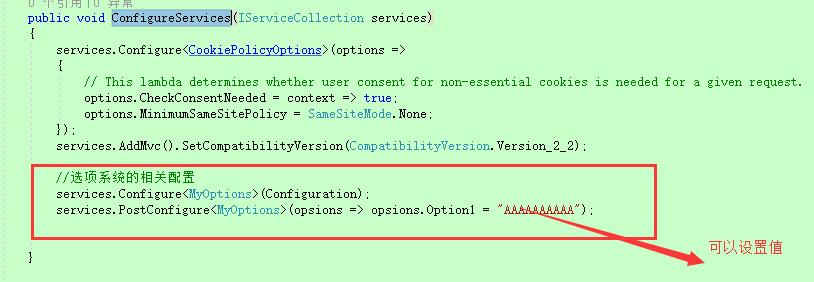 0 个引用|0 异常
public void ConfigureServices(IServiceCollection services)
{
services.Configure<CookiePolicyOptions>(options =>
{
// This lambda determines whether user consent for non-essential cookies is needed for a given request.
options.CheckConsentNeeded = context => true;
options.MinimumSameSitePolicy = SameSiteMode.None;
});
services.AddMvc().SetCompatibilityVersion(CompatibilityVersion.Version_2_2);
//选项系统的相关配置
services.Configure<MyOptions>(Configuration);
services.PostConfigure<MyOptions>(opsions => opsions.Option1 = "AAAAAAAAAA");
可以设置值
}